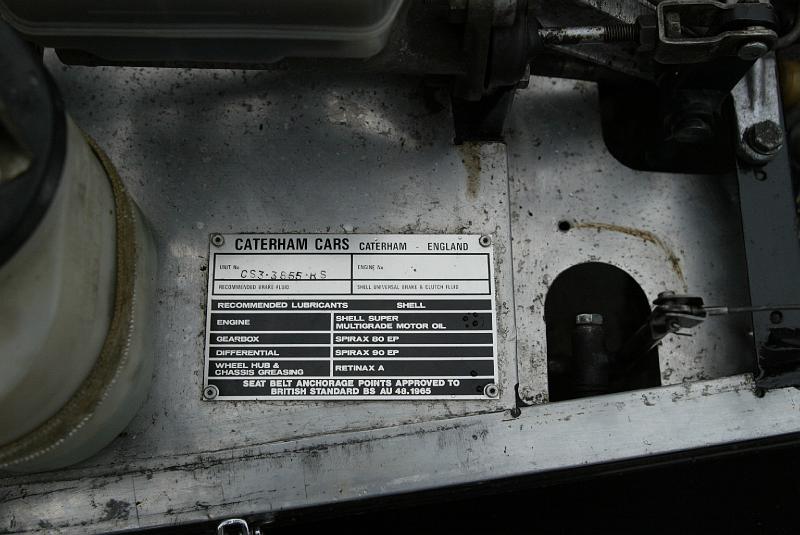 CATERHAM CARS CATERHAM - ENGLAND
UNIT No CS3·3855·KS ENGINE No
RECOMMENDED BRAKE FLUID SHELL UNIVERSAL BRAKE & CLUTCH FLUID
RECOMMENDED LUBRICANTS SHELL
ENGINE SHELL SUPER
MULTIGRADE MOTOR OIL
GEARBOX SPIRAX 80 EP
DIFFERENTIAL SPIRAX 90 EP
WHEEL HUB &
CHASSIS GREASING RETINAX A
SEAT BELT ANCHORAGE POINTS APPROVED TO
BRITISH STANDARD BS AU 48.1965